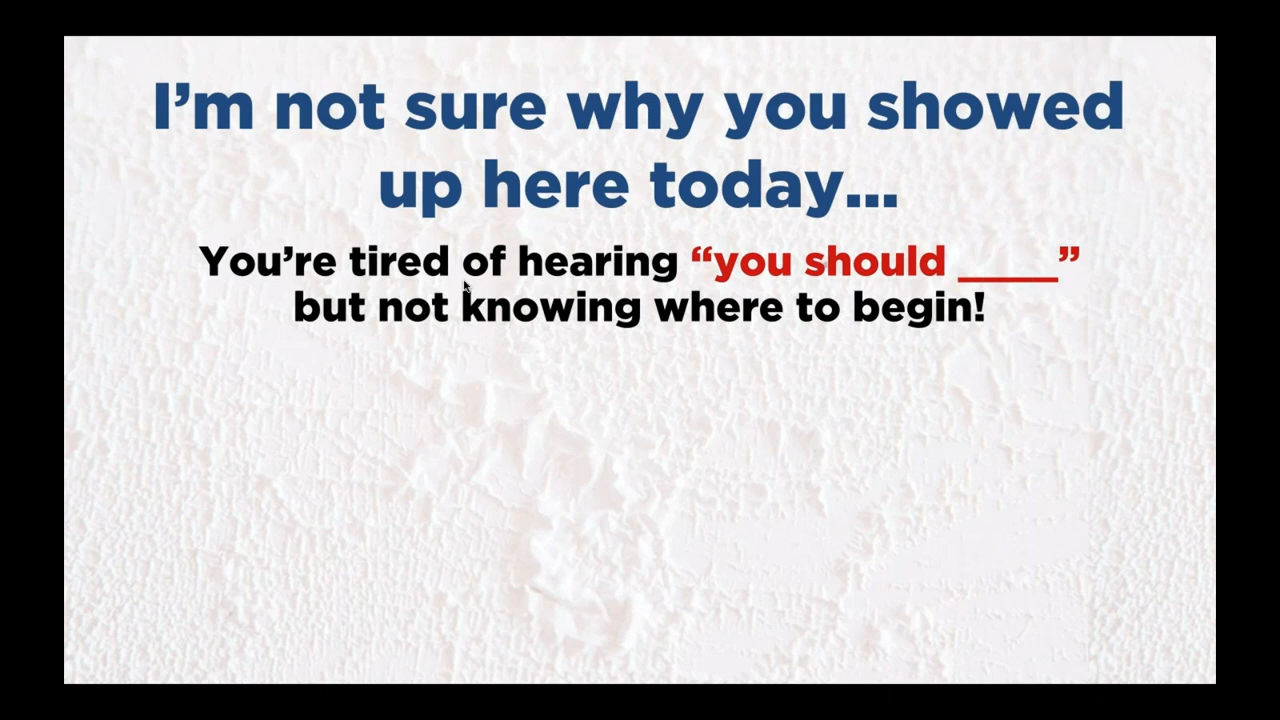 I’m not sure why you showed
up here today...
You’re tired of hearing “you should ____”
but not knowing where to begin!